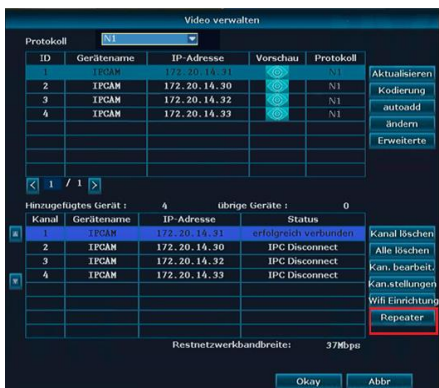 Video verwalten
Protokoll N1
ID Gerätename IP-Adresse Vorschau Protokoll
1 IPCAM 172.20.14.31 N1
2 IPCAM 172.20.14.30 N1
3 IPCAM 172.20.14.32 N1
4 IPCAM 172.20.14.33 N1
Aktualisieren
Kodierung
autoadd
ändern
Erweiterte
< 1 / 1 >
Hinzugefügtes Gerät : 4 übrige Geräte : 0
Kanal Gerätename IP-Adresse Status
1 IPCAM 172.20.14.31 erfolgreich verbunden
2 IPCAM 172.20.14.30 IPC Disconnect
3 IPCAM 172.20.14.32 IPC Disconnect
4 IPCAM 172.20.14.33 IPC Disconnect
Kanal löschen
Alle löschen
Kan. bearbeit.
Kan.stellungen
Wifi Einrichtung
Repeater
Restnetzwerkbandbreite: 37Mbps
Okay Abbr